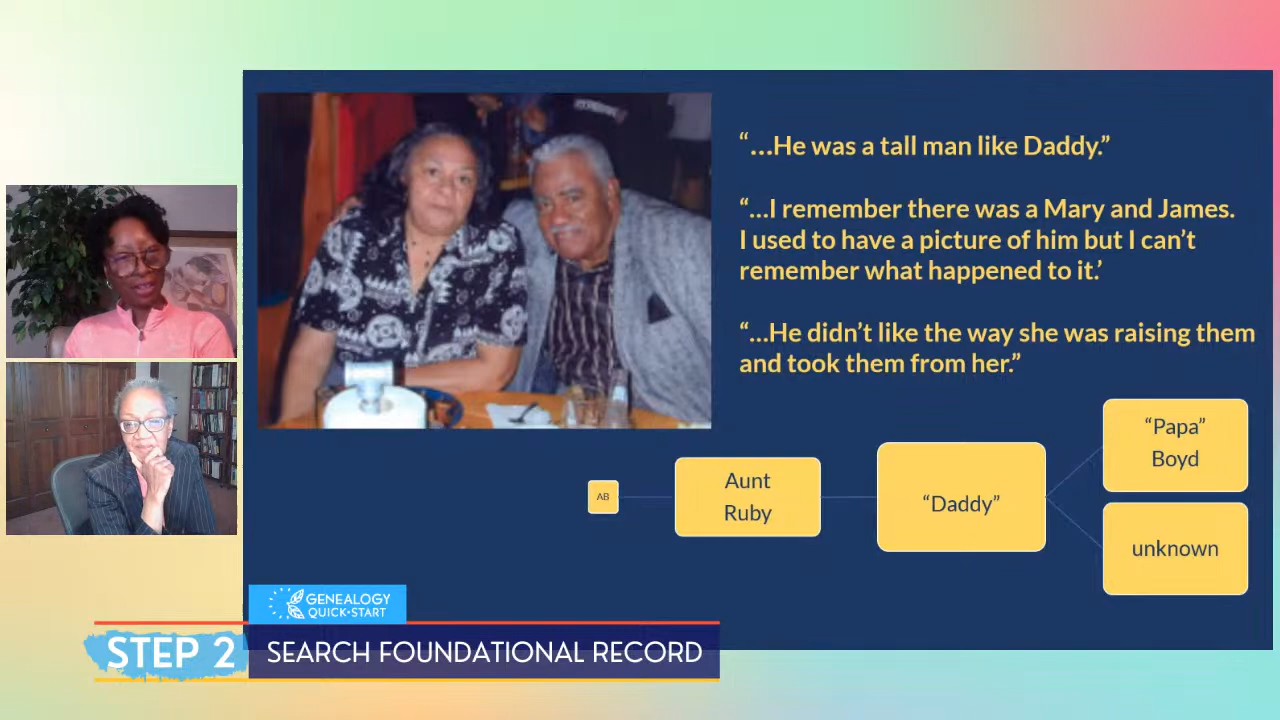 “…He was a tall man like Daddy.”
“…I remember there was a Mary and James.
I used to have a picture of him but I can’t
remember what happened to it.’
“…He didn’t like the way she was raising them
and took them from her.”
AB
Aunt
Ruby
“Daddy”
“Papa”
Boyd
unknown
GENEALOGY
QUICK•START
STEP 2
SEARCH FOUNDATIONAL RECORD